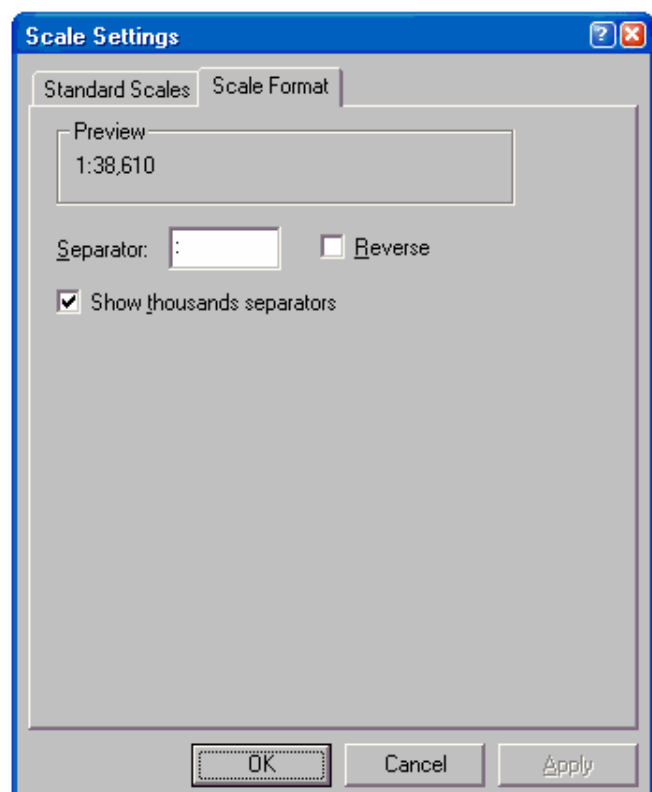 Scale Settings
Standard Scales Scale Format
Preview
1:38,610
Separator: : Reverse
Show thousands separators
OK Cancel Apply